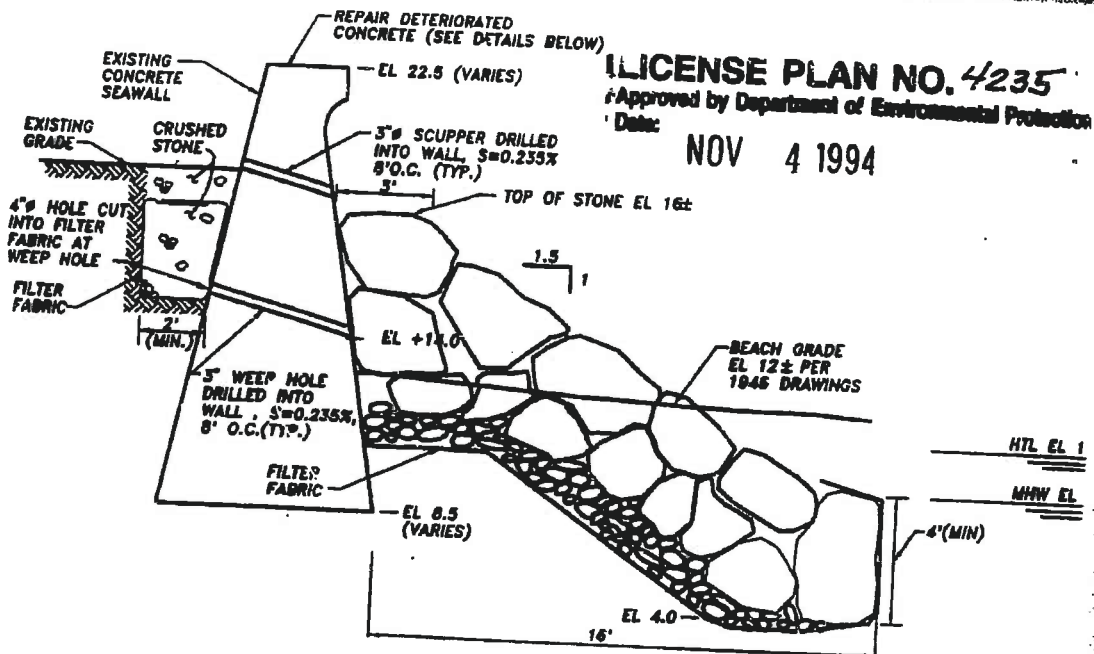 REPAIR DETERIORATED
CONCRETE (SEE DETAILS BELOW)
EL 22.5 (VARIES)
EXISTING
CONCRETE
SEAWALL
LICENSE PLAN NO. 4235
Approved by Department of Environmental Protection
Date:
NOV 4 1994
EXISTING
GRADE
CRUSHED
STONE
3"ø SCUPPER DRILLED
INTO WALL, S=0.235%
8' O.C. (TYP.)
3'
TOP OF STONE EL 16±
4"ø HOLE CUT
INTO FILTER
FABRIC AT
WEEP HOLE
FILTER
FABRIC
2'
(MIN.)
1.5
1
EL +14.0
BEACH GRADE
EL 12± PER
1946 DRAWINGS
3" WEEP HOLE
DRILLED INTO
WALL, S=0.235%,
8' O.C.(TYP.)
FILTER
FABRIC
HTL EL 1
MHW EL
EL 8.5
(VARIES)
4'(MIN)
EL 4.0
16'